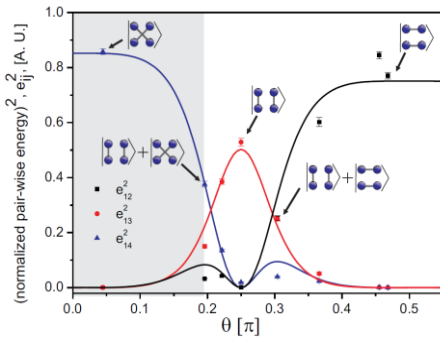 (normalized pair-wise energy)², e²ij, [A. U.]
1.0
0.8
0.6
0.4
0.2
0.0
+
+
e²12
e²13
e²14
0.0 0.1 0.2 0.3 0.4 0.5
θ [π]